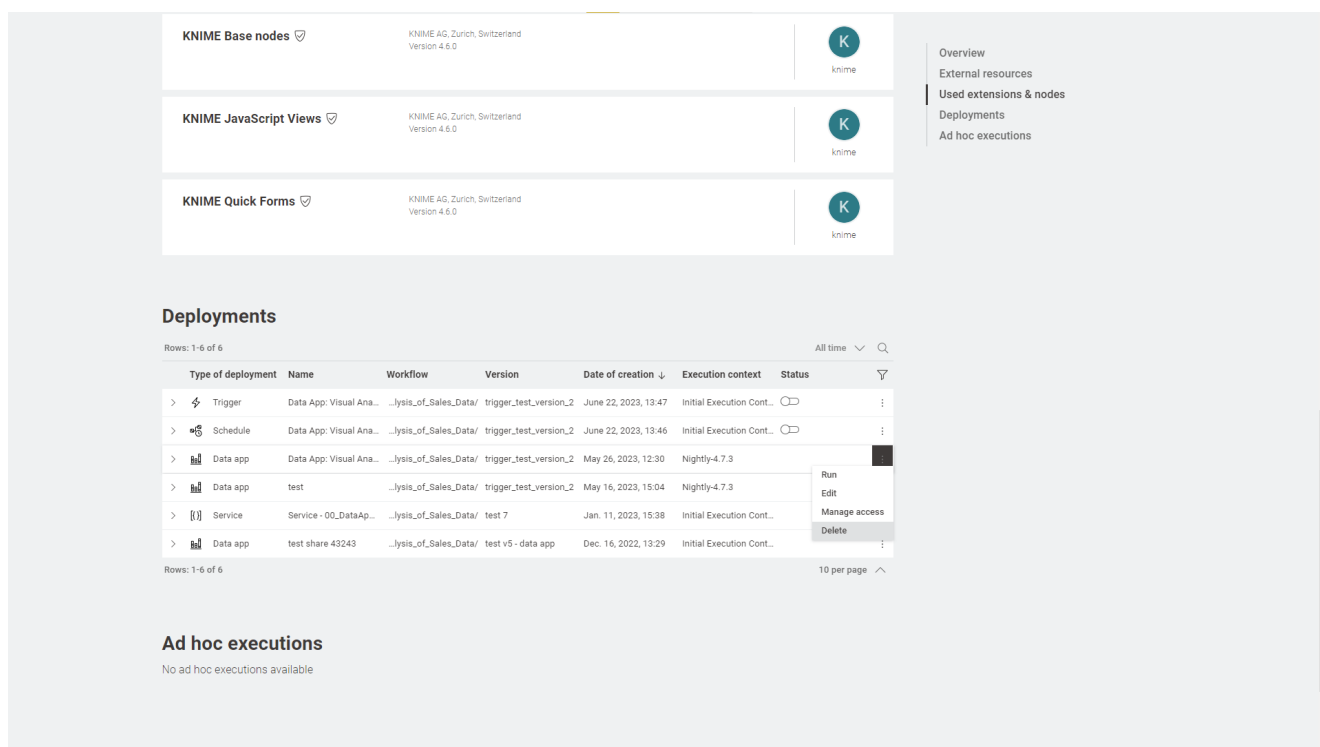 KNIME Base nodes
KNIME AG, Zurich, Switzerland
Version 4.6.0
K
knime
KNIME JavaScript Views
KNIME AG, Zurich, Switzerland
Version 4.6.0
K
knime
KNIME Quick Forms
KNIME AG, Zurich, Switzerland
Version 4.6.0
K
knime
Overview
External resources
Used extensions & nodes
Deployments
Ad hoc executions
Deployments
Rows: 1-6 of 6 All time
Type of deployment Name Workflow Version Date of creation ↓ Execution context Status
Trigger Data App: Visual Ana... ...lysis_of_Sales_Data/ trigger_test_version_2 June 22, 2023, 13:47 Initial Execution Cont...
Schedule Data App: Visual Ana... ...lysis_of_Sales_Data/ trigger_test_version_2 June 22, 2023, 13:46 Initial Execution Cont...
Data app Data App: Visual Ana... ...lysis_of_Sales_Data/ trigger_test_version_2 May 26, 2023, 12:30 Nightly-4.7.3
Data app test ...lysis_of_Sales_Data/ trigger_test_version_2 May 16, 2023, 15:04 Nightly-4.7.3
Service Service - 00_DataAp... ...lysis_of_Sales_Data/ test 7 Jan. 11, 2023, 15:38 Initial Execution Cont...
Data app test share 43243 ...lysis_of_Sales_Data/ test v5 - data app Dec. 16, 2022, 13:29 Initial Execution Cont...
Run
Edit
Manage access
Delete
Rows: 1-6 of 6 10 per page
Ad hoc executions
No ad hoc executions available